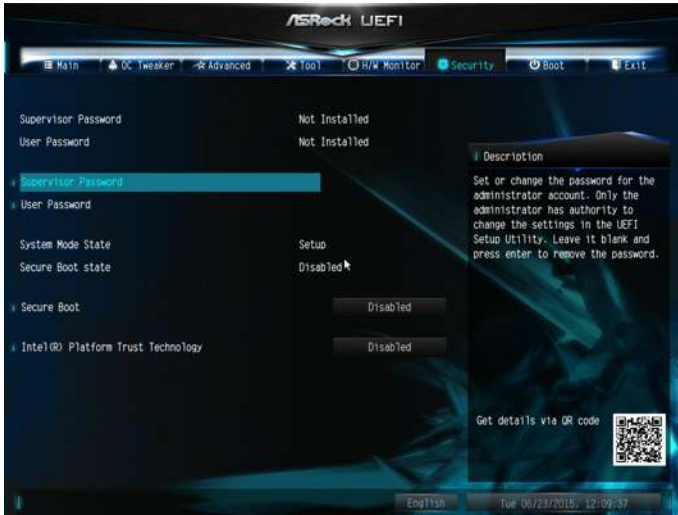 ASRock UEFI
Main OC Tweaker Advanced Tool H/W Monitor Security Boot Exit
Supervisor Password Not Installed
User Password Not Installed
Supervisor Password
User Password
System Mode State Setup
Secure Boot state Disabled
Secure Boot Disabled
Intel(R) Platform Trust Technology Disabled
Description
Set or change the password for the
administrator account. Only the
administrator has authority to
change the settings in the UEFI
Setup Utility. Leave it blank and
press enter to remove the password.
Get details via QR code
English Tue 06/23/2015. 12:09:37